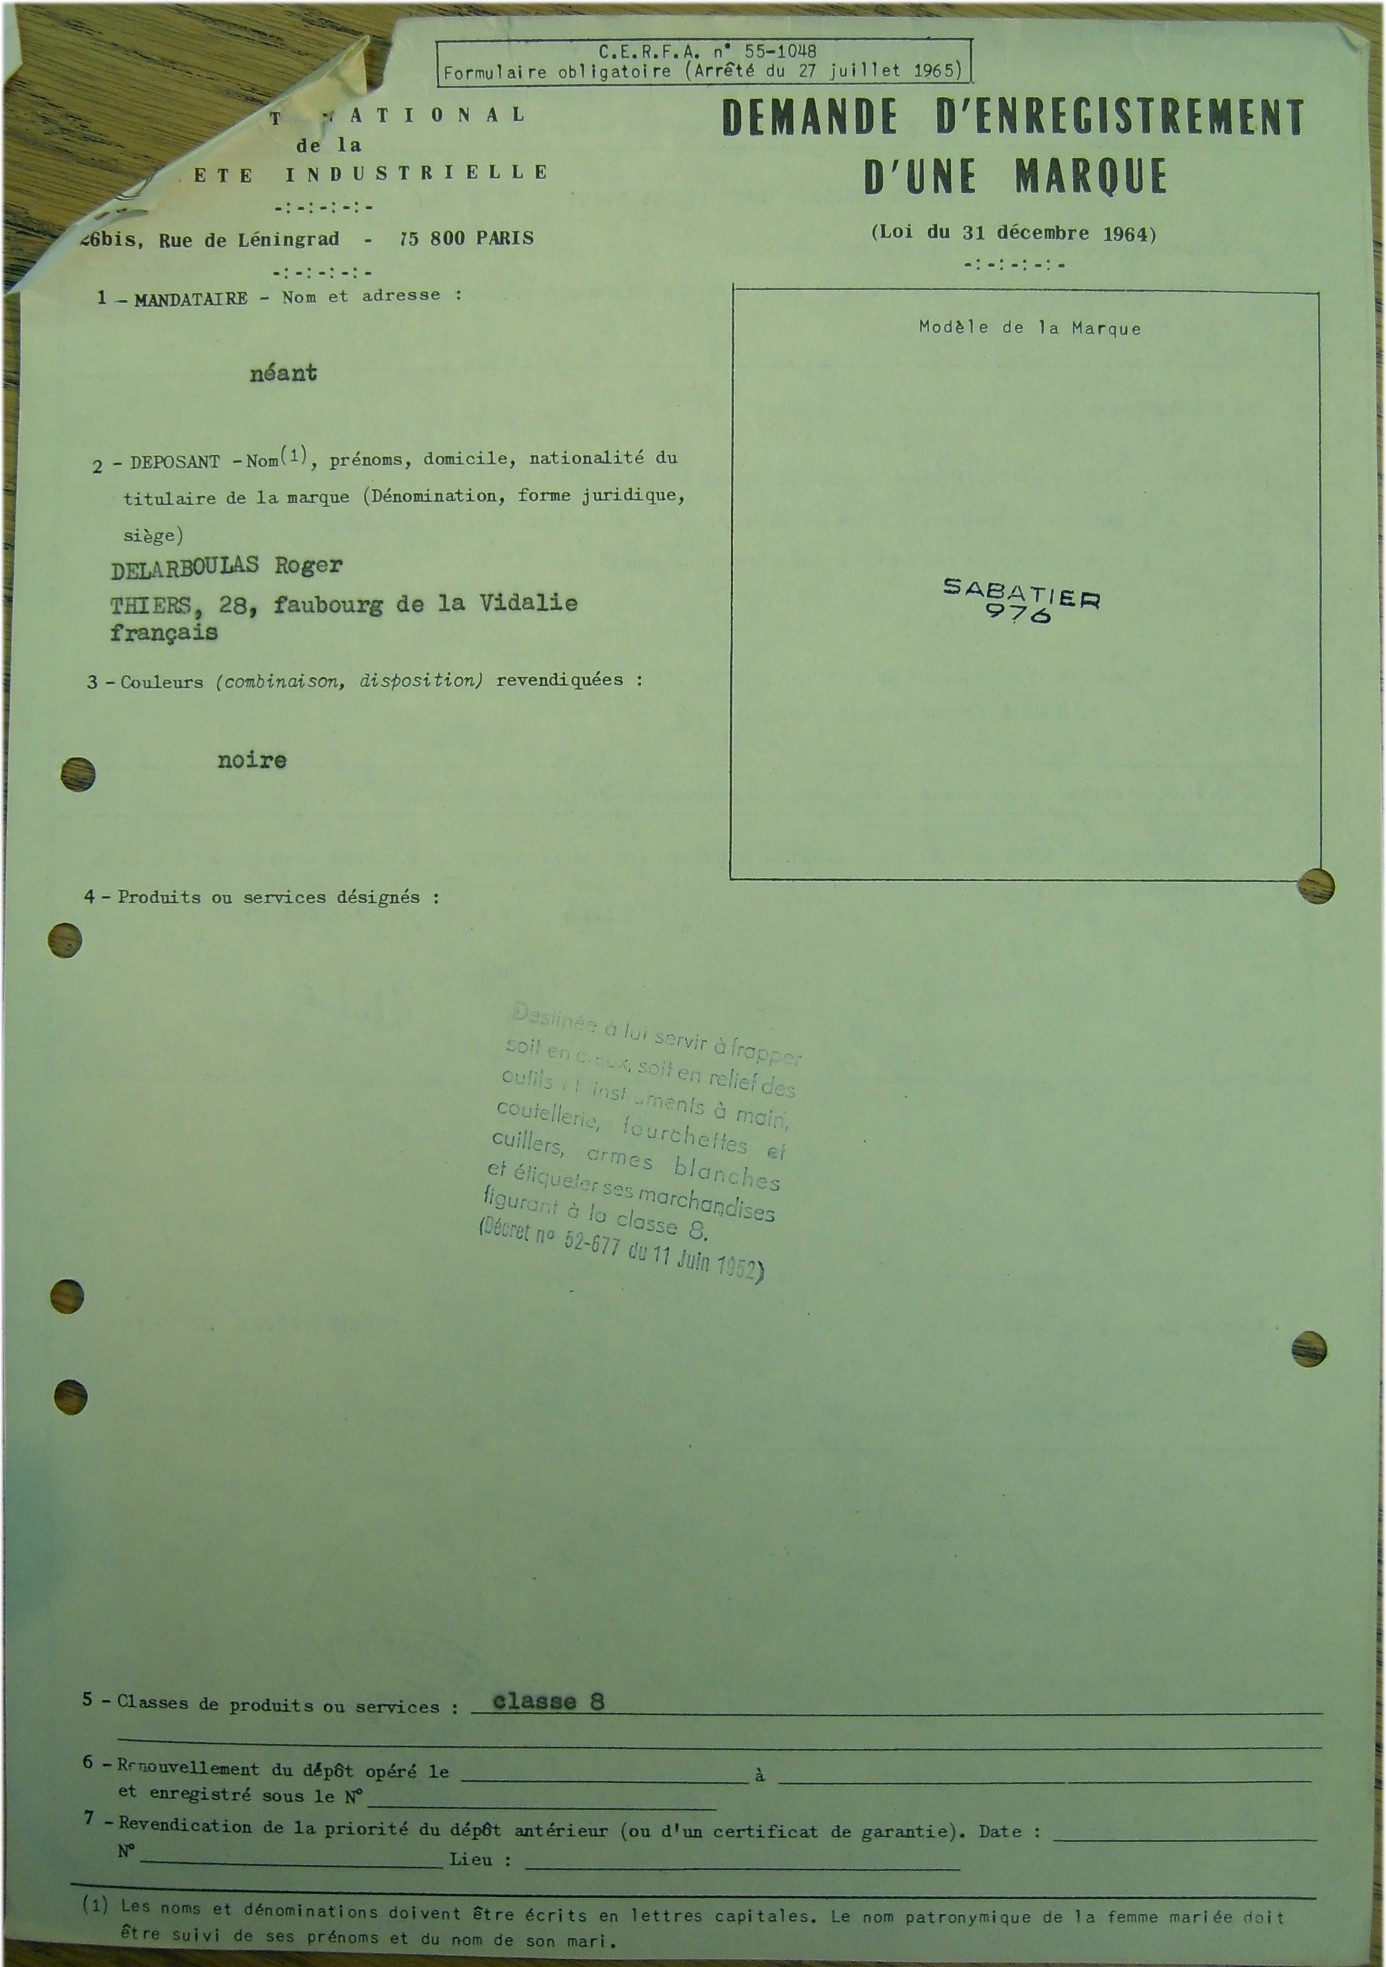 C.E.R.F.A. n° 55-1048
Formulaire obligatoire (Arrêté du 27 juillet 1965)
T NATIONAL
de la
ETE INDUSTRIELLE
-:-:-:-:-
26bis, Rue de Léningrad - 75 800 PARIS
-:-:-:-:-
DEMANDE D'ENREGISTREMENT
D'UNE MARQUE
(Loi du 31 décembre 1964)
-:-:-:-:-
1 - MANDATAIRE - Nom et adresse :
néant
2 - DEPOSANT - Nom(1), prénoms, domicile, nationalité du
titulaire de la marque (Dénomination, forme juridique,
siège)
DELARBOULAS Roger
THIERS, 28, faubourg de la Vidalie
français
3 - Couleurs (combinaison, disposition) revendiquées :
noire
Modèle de la Marque
SABATIER
976
4 - Produits ou services désignés :
Destinée à lui servir à frapper
soit en creux, soit en relief des
outils et instruments à main,
coutellerie, fourchettes et
cuillers, armes blanches
et étiqueter ses marchandises
figurant à la classe 8.
(Décret n° 52-677 du 11 Juin 1952)
5 - Classes de produits ou services : classe 8
6 - Renouvellement du dépôt opéré le à
et enregistré sous le N°
7 - Revendication de la priorité du dépôt antérieur (ou d'un certificat de garantie). Date :
N° Lieu :
(1) Les noms et dénominations doivent être écrits en lettres capitales. Le nom patronymique de la femme mariée doit
être suivi de ses prénoms et du nom de son mari.